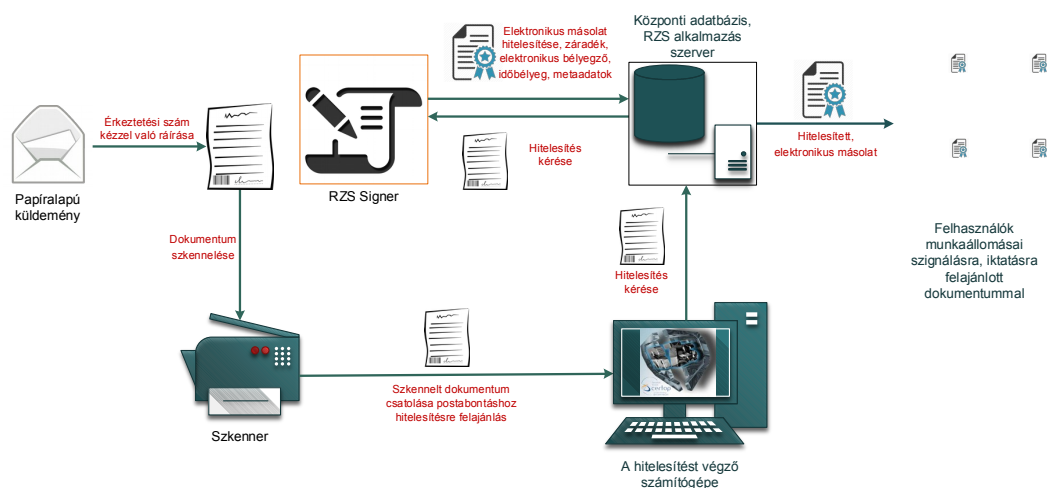 Papíralapú
küldemény
Érkeztetési szám
kézzel való ráírása
Dokumentum
szkennelése
Szkenner
Szkennelt dokumentum
csatolása postabontáshoz
hitelesítésre felajánlás
A hitelesítést végző
számítógépe
Hitelesítés
kérése
Központi adatbázis,
RZS alkalmazás
szerver
Hitelesítés
kérése
RZS Signer
Elektronikus másolat
hitelesítése, záradék,
elektronikus bélyegző,
időbélyeg, metaadatok
Hitelesített,
elektronikus másolat
Felhasználók
munkaállomásai
szignálásra, iktatásra
felajánlott
dokumentummal